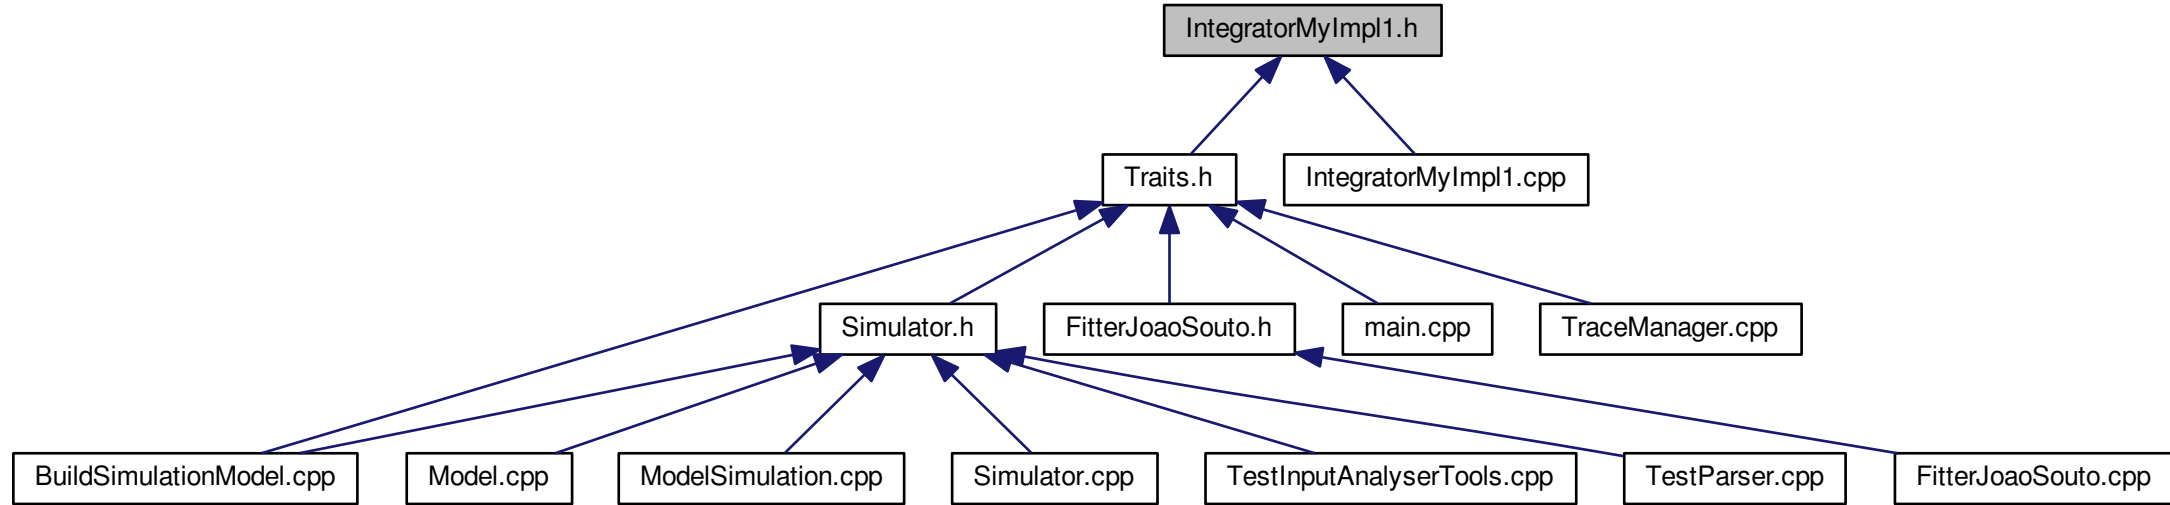 IntegratorMyImpl1.h
Traits.h
IntegratorMyImpl1.cpp
Simulator.h
FitterJoaoSouto.h
main.cpp
TraceManager.cpp
BuildSimulationModel.cpp
Model.cpp
ModelSimulation.cpp
Simulator.cpp
TestInputAnalyserTools.cpp
TestParser.cpp
FitterJoaoSouto.cpp